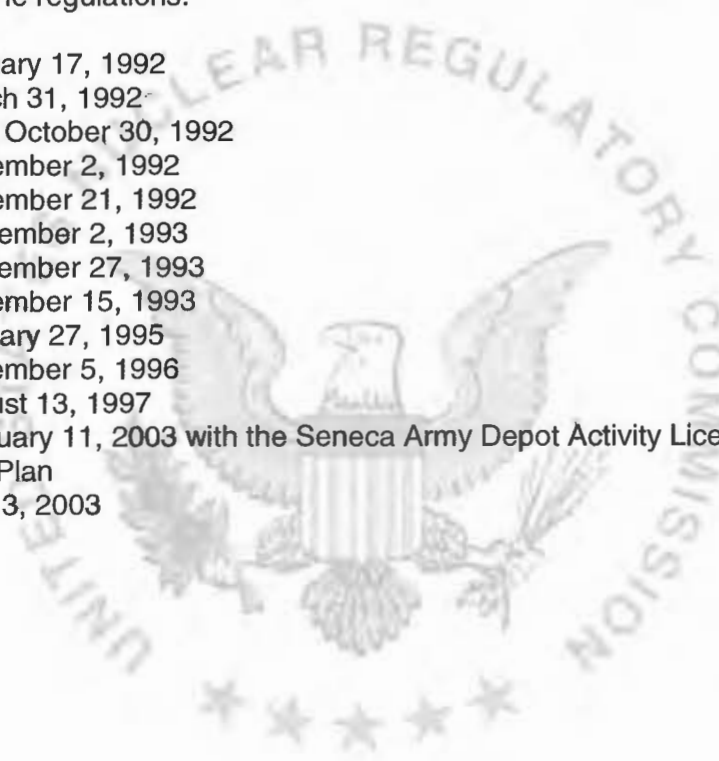 regulations.
ary 17, 1992
h 31, 1992
October 30, 1992
ember 2, 1992
ember 21, 1992
ember 2, 1993
ember 27, 1993
ember 15, 1993
ary 27, 1995
ember 5, 1996
ust 13, 1997
uary 11, 2003 with the Seneca Army Depot Activity Lice
Plan
3, 2003
UNITED STATES NUCLEAR REGULATORY COMMISSION